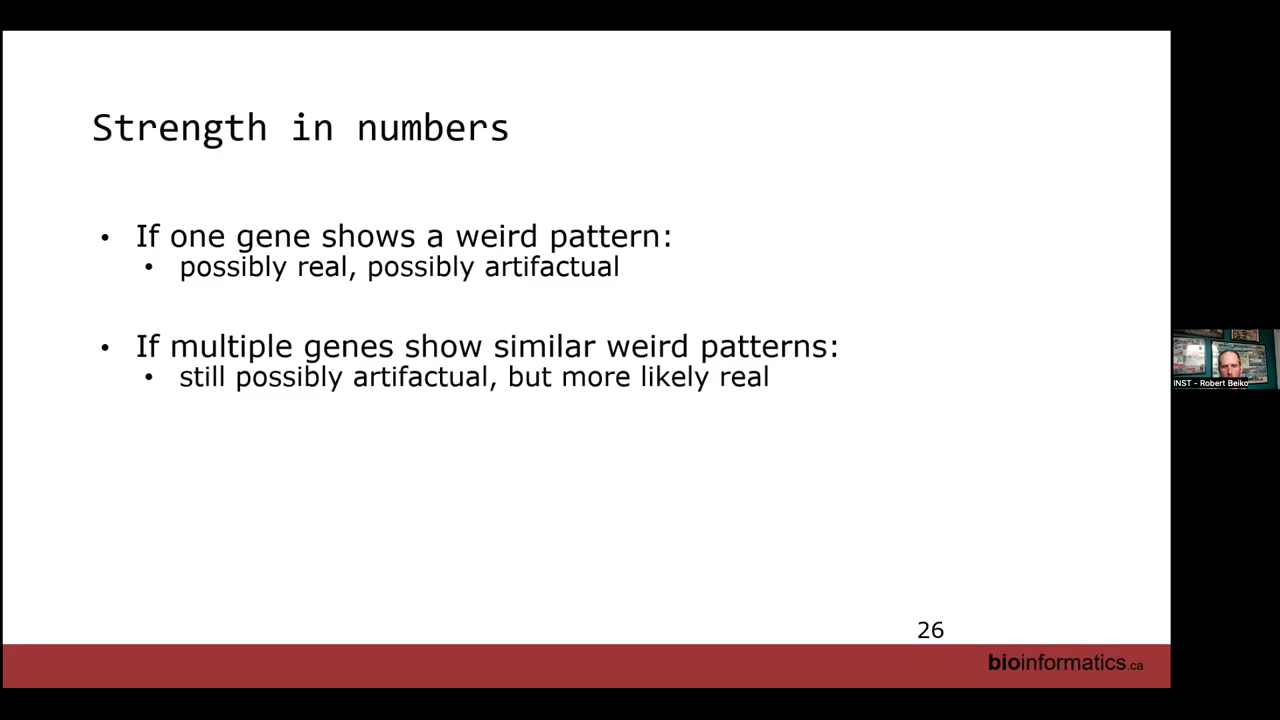 Strength in numbers
• If one gene shows a weird pattern:
• possibly real, possibly artifactual
• If multiple genes show similar weird patterns:
• still possibly artifactual, but more likely real
INST - Robert Beiko
26
bioinformatics.ca